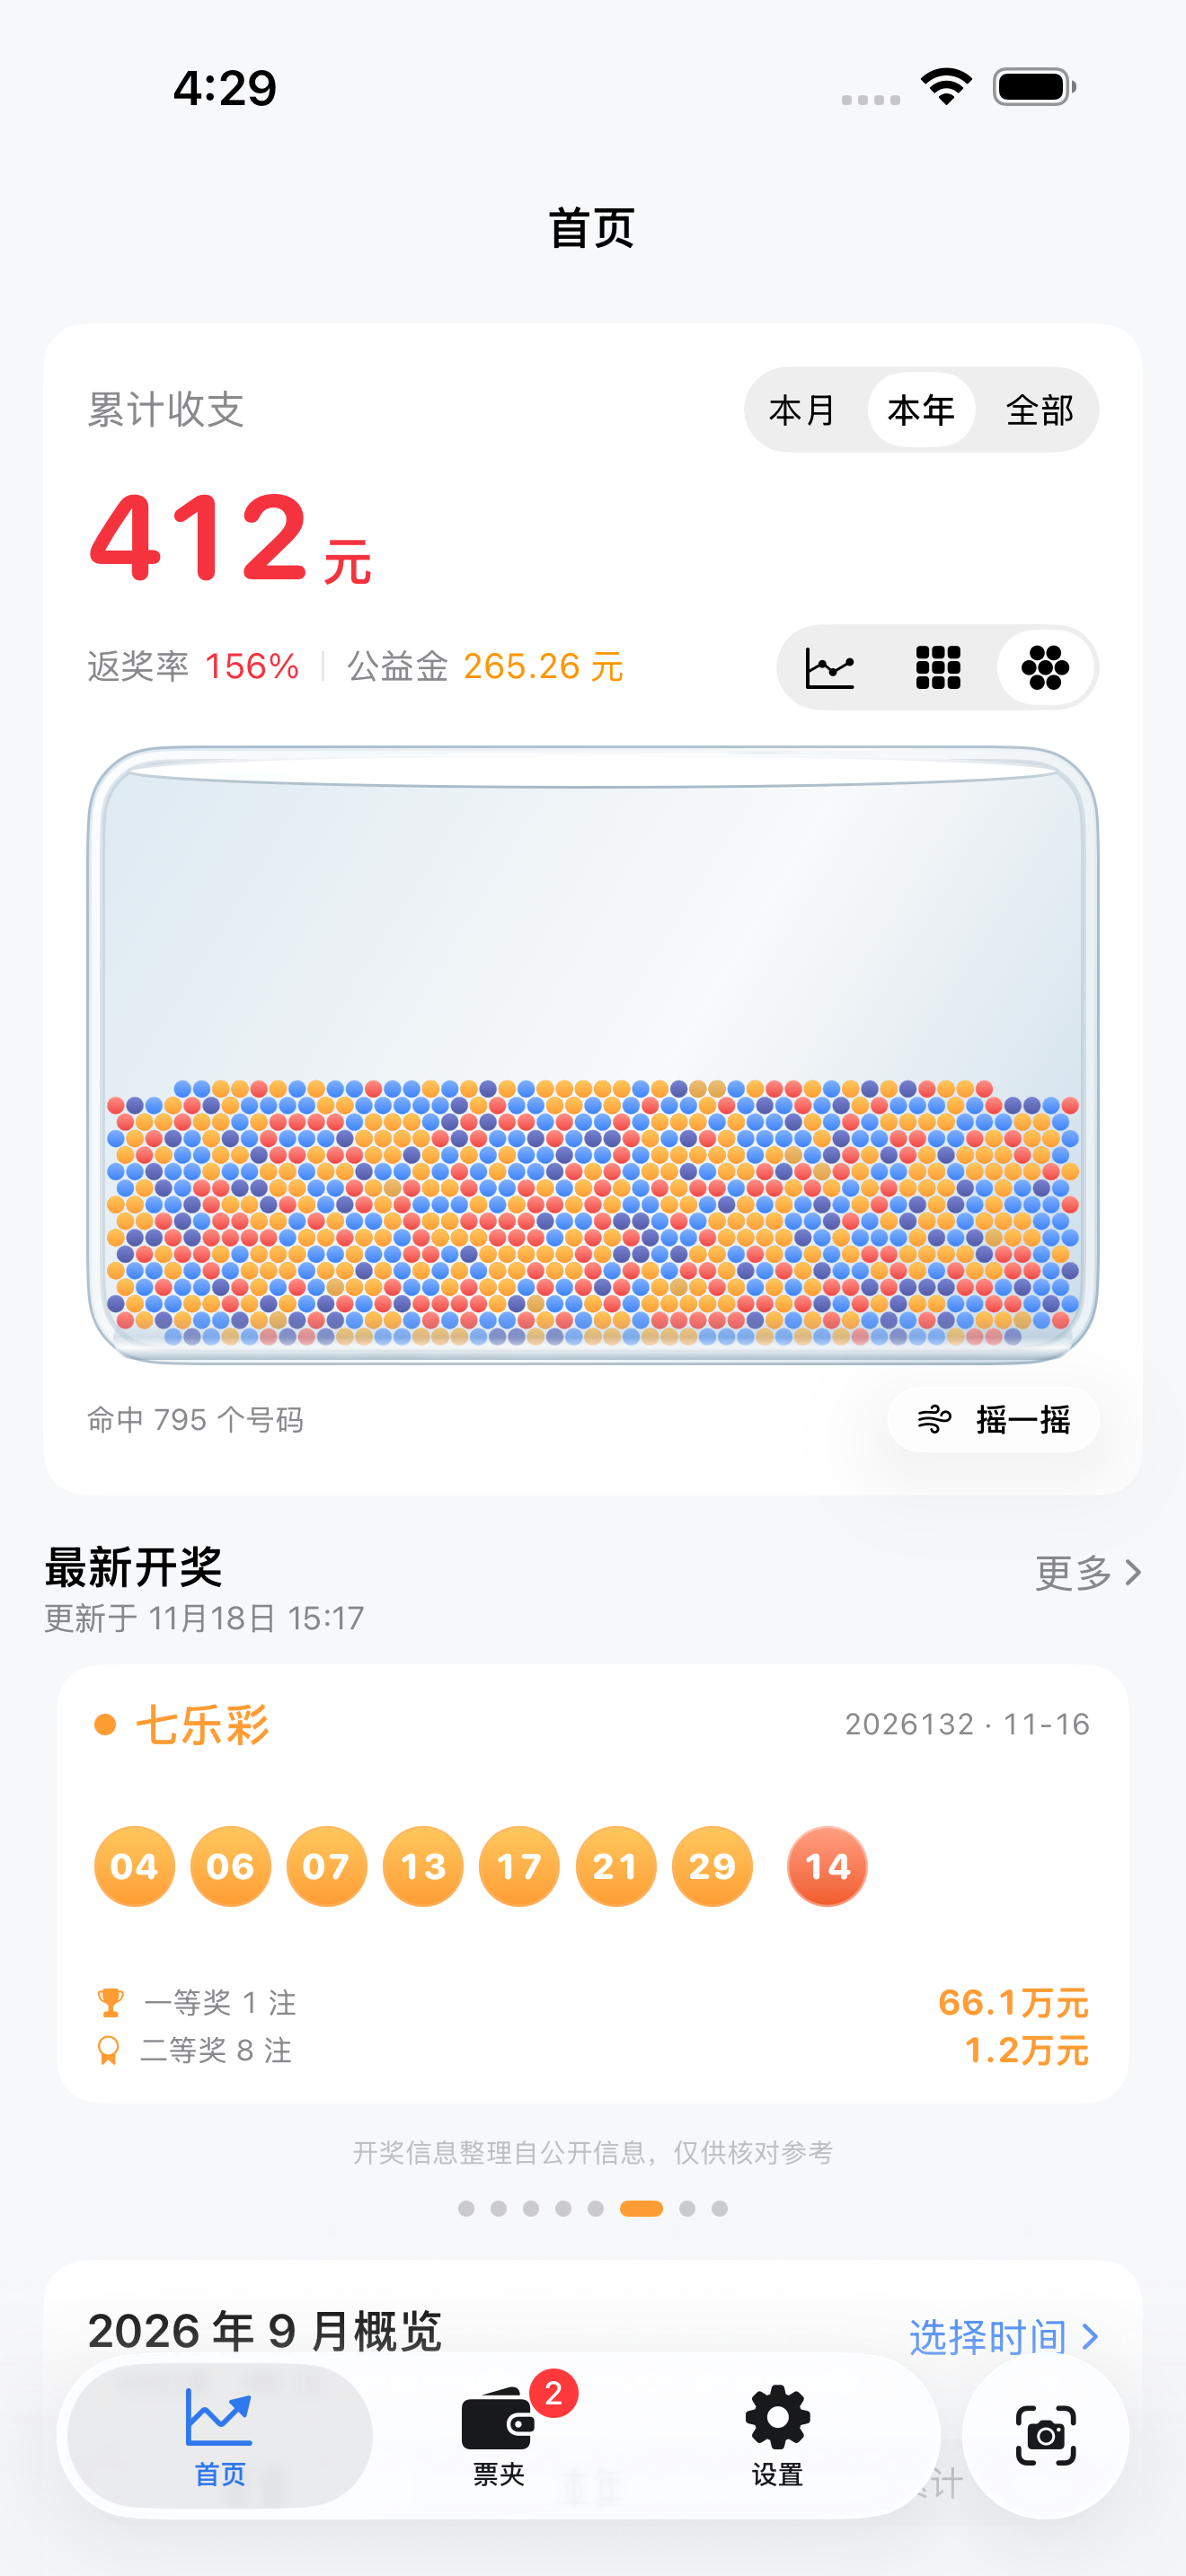 4:29
首页
累计收支
本月 本年 全部
412 元
返奖率 156% 公益金 265.26 元
命中 795 个号码
摇一摇
最新开奖
更多
更新于 11月18日 15:17
七乐彩
2026132 · 11-16
04 06 07 13 17 21 29 14
一等奖 1 注 66.1万元
二等奖 8 注 1.2万元
开奖信息整理自公开信息，仅供核对参考
2026 年 9 月概览
选择时间
2
首页 票夹 设置
计